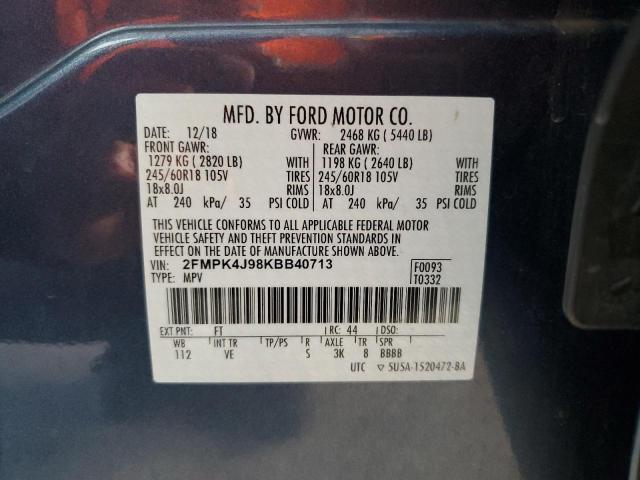 MFD. BY FORD MOTOR CO.
DATE: 12/18 GVWR: 2468 KG ( 5440 LB)
FRONT GAWR: REAR GAWR:
1279 KG ( 2820 LB) WITH 1198 KG ( 2640 LB) WITH
245/60R18 105V TIRES 245/60R18 105V TIRES
18x8.0J RIMS 18x8.0J RIMS
AT 240 kPa/ 35 PSI COLD AT 240 kPa/ 35 PSI COLD
THIS VEHICLE CONFORMS TO ALL APPLICABLE FEDERAL MOTOR
VEHICLE SAFETY AND THEFT PREVENTION STANDARDS IN
EFFECT ON THE DATE OF MANUFACTURE SHOWN ABOVE.
VIN: 2FMPK4J98KBB40713 F0093
TYPE: MPV T0332
EXT PNT: FT RC: 44 DSO:
WB INT TR TP/PS R AXLE TR SPR
112 VE S 3K 8 BBBB
UTC ▽ 5U5A-1520472-BA